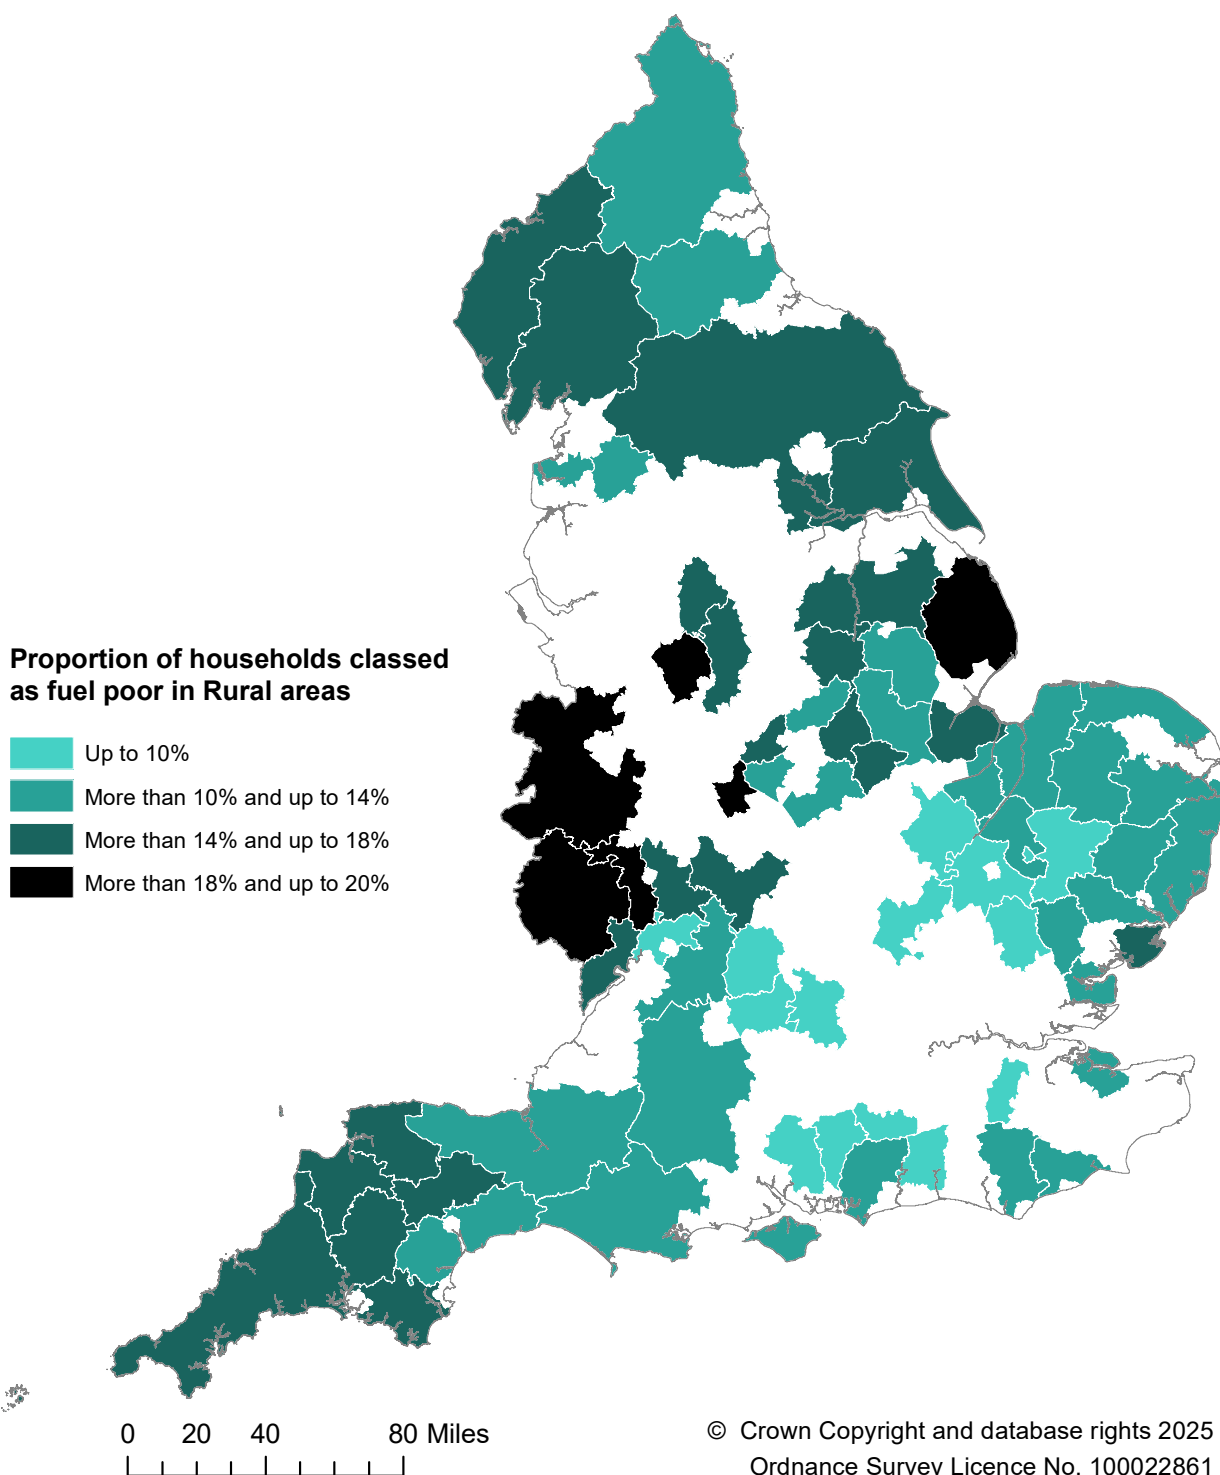 Proportion of households classed
as fuel poor in Rural areas
Up to 10%
More than 10% and up to 14%
More than 14% and up to 18%
More than 18% and up to 20%
0 20 40 80 Miles
© Crown Copyright and database rights 2025
Ordnance Survey Licence No. 100022861